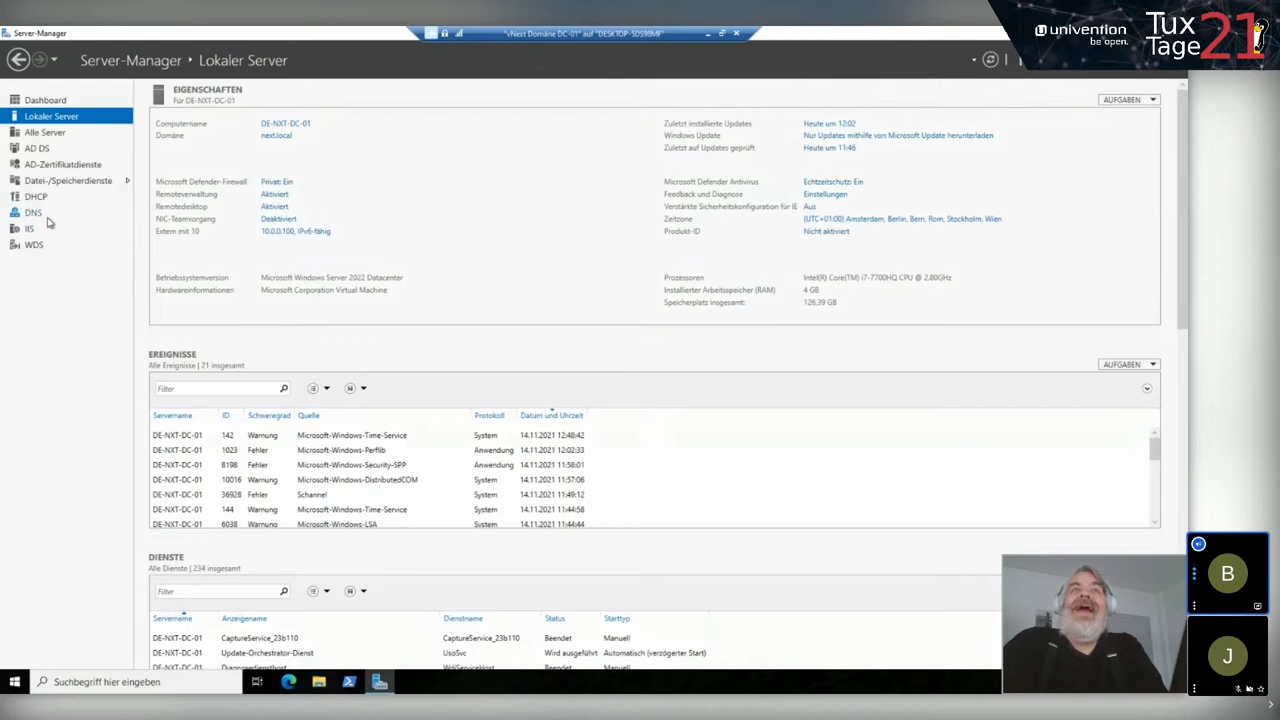 Server-Manager
"vNext Domäne DC-01" auf "DESKTOP-5DS98MF"
univention
be open.
Tux
Tage
21
Server-Manager • Lokaler Server
Dashboard
Lokaler Server
Alle Server
AD DS
AD-Zertifikatdienste
Datei-/Speicherdienste
DHCP
DNS
IIS
WDS
EIGENSCHAFTEN
Für DE-NXT-DC-01
AUFGABEN
Computername DE-NXT-DC-01 Zuletzt installierte Updates Heute um 12:02
Domäne next.local Windows Update Nur Updates mithilfe von Microsoft Update herunterladen
Zuletzt auf Updates geprüft Heute um 11:46
Microsoft Defender-Firewall Privat: Ein Microsoft Defender Antivirus Echtzeitschutz: Ein
Remoteverwaltung Aktiviert Feedback und Diagnose Einstellungen
Remotedesktop Aktiviert Verstärkte Sicherheitskonfiguration für IE Aus
NIC-Teamvorgang Deaktiviert Zeitzone (UTC+01:00) Amsterdam, Berlin, Bern, Rom, Stockholm, Wien
Extern mit 10 10.0.0.100, IPv6-fähig Produkt-ID Nicht aktiviert
Betriebssystemversion Microsoft Windows Server 2022 Datacenter Prozessoren Intel(R) Core(TM) i7-7700HQ CPU @ 2.80GHz
Hardwareinformationen Microsoft Corporation Virtual Machine Installierter Arbeitsspeicher (RAM) 4 GB
Speicherplatz insgesamt: 126,39 GB
EREIGNISSE
Alle Ereignisse | 21 insgesamt
AUFGABEN
Filter
Servername ID Schweregrad Quelle Protokoll Datum und Uhrzeit
DE-NXT-DC-01 142 Warnung Microsoft-Windows-Time-Service System 14.11.2021 12:48:42
DE-NXT-DC-01 1023 Fehler Microsoft-Windows-Perflib Anwendung 14.11.2021 12:02:33
DE-NXT-DC-01 8198 Fehler Microsoft-Windows-Security-SPP Anwendung 14.11.2021 11:58:01
DE-NXT-DC-01 10016 Warnung Microsoft-Windows-DistributedCOM System 14.11.2021 11:57:06
DE-NXT-DC-01 36928 Fehler Schannel System 14.11.2021 11:49:12
DE-NXT-DC-01 144 Warnung Microsoft-Windows-Time-Service System 14.11.2021 11:44:44
DE-NXT-DC-01 6038 Warnung Microsoft-Windows-LSA System 14.11.2021 11:44:44
DIENSTE
Alle Dienste | 234 insgesamt
Filter
Servername Anzeigename Dienstname Status Starttyp
DE-NXT-DC-01 CaptureService_23b110 CaptureService_23b110 Beendet Manuell
DE-NXT-DC-01 Update-Orchestrator-Dienst UsoSvc Wird ausgeführt Automatisch (verzögerter Start)
DE-NXT-DC-01 Diagnosediensthost WdiServiceHost Beendet Manuell
Suchbegriff hier eingeben
B
J